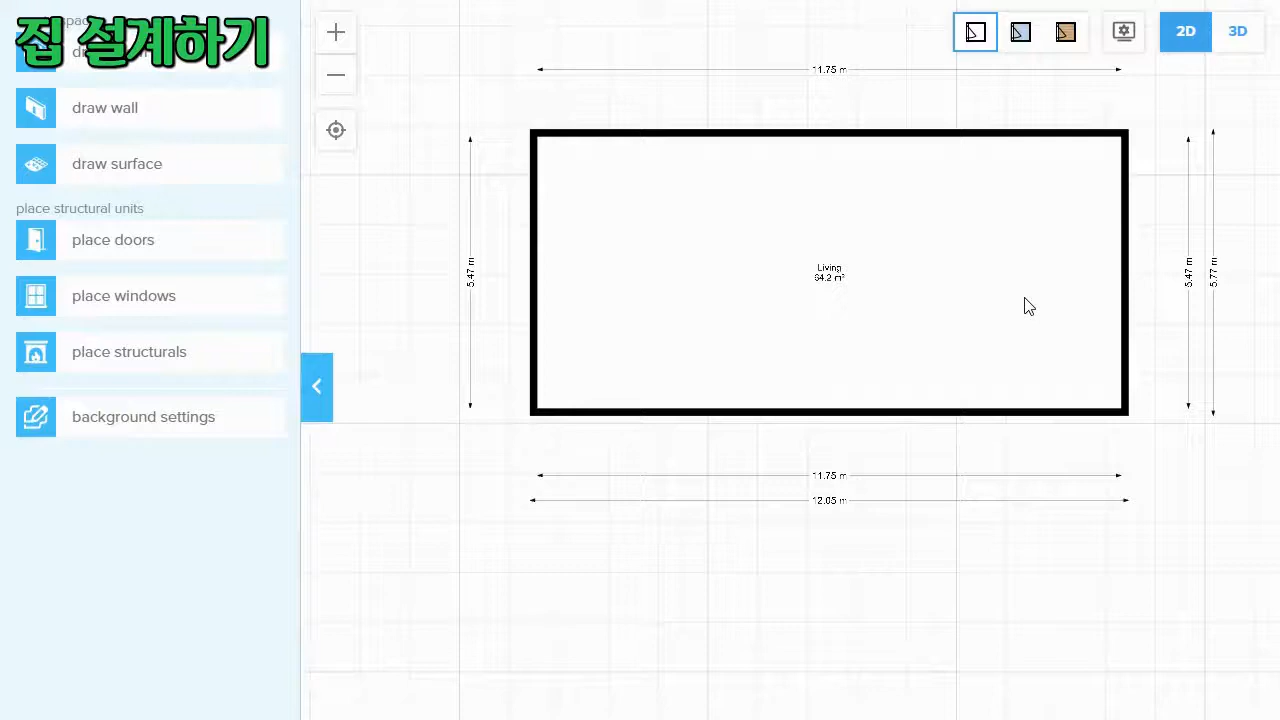 집 설계하기
draw wall
draw surface
place structural units
place doors
place windows
place structurals
background settings
2D
3D
11.75 m
5.47 m
Living
64.2 m²
5.47 m
5.77 m
11.75 m
12.05 m